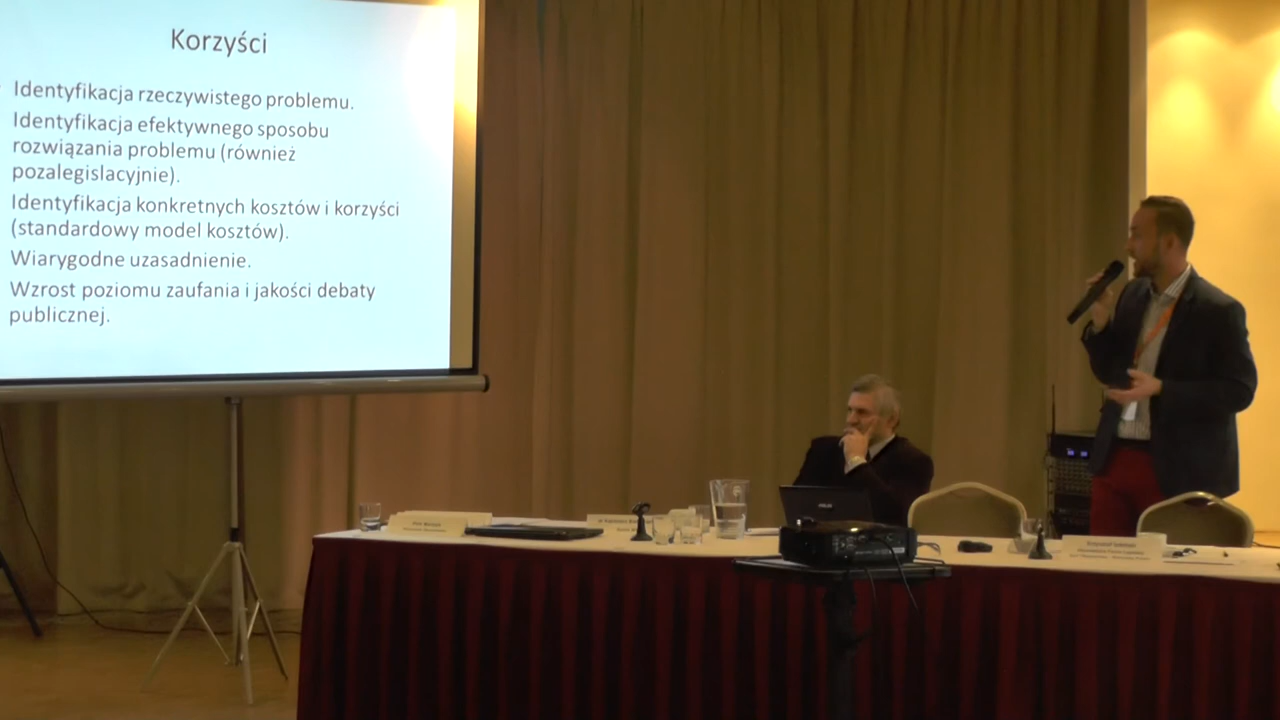 Korzyści
Identyfikacja rzeczywistego problemu.
Identyfikacja efektywnego sposobu
rozwiązania problemu (również
pozalegislacyjnie).
Identyfikacja konkretnych kosztów i korzyści
(standardowy model kosztów).
Wiarygodne uzasadnienie.
Wzrost poziomu zaufania i jakości debaty
publicznej.